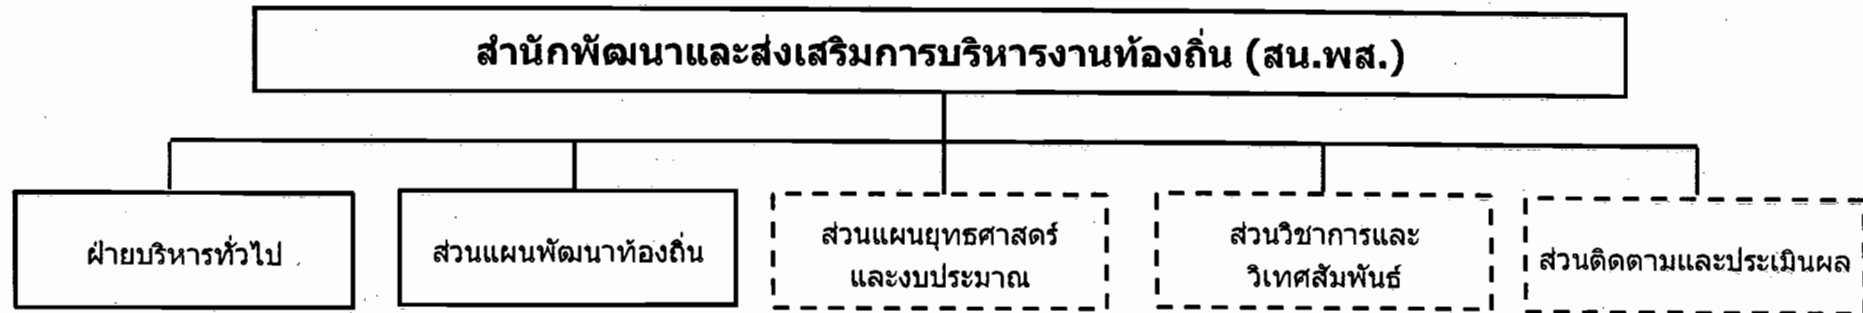 สำนักพัฒนาและส่งเสริมการบริหารงานท้องถิ่น (สน.พส.)
ฝ่ายบริหารทั่วไป
ส่วนแผนพัฒนาท้องถิ่น
ส่วนแผนยุทธศาสตร์
และงบประมาณ
ส่วนวิชาการและ
วิเทศสัมพันธ์
ส่วนติดตามและประเมินผล